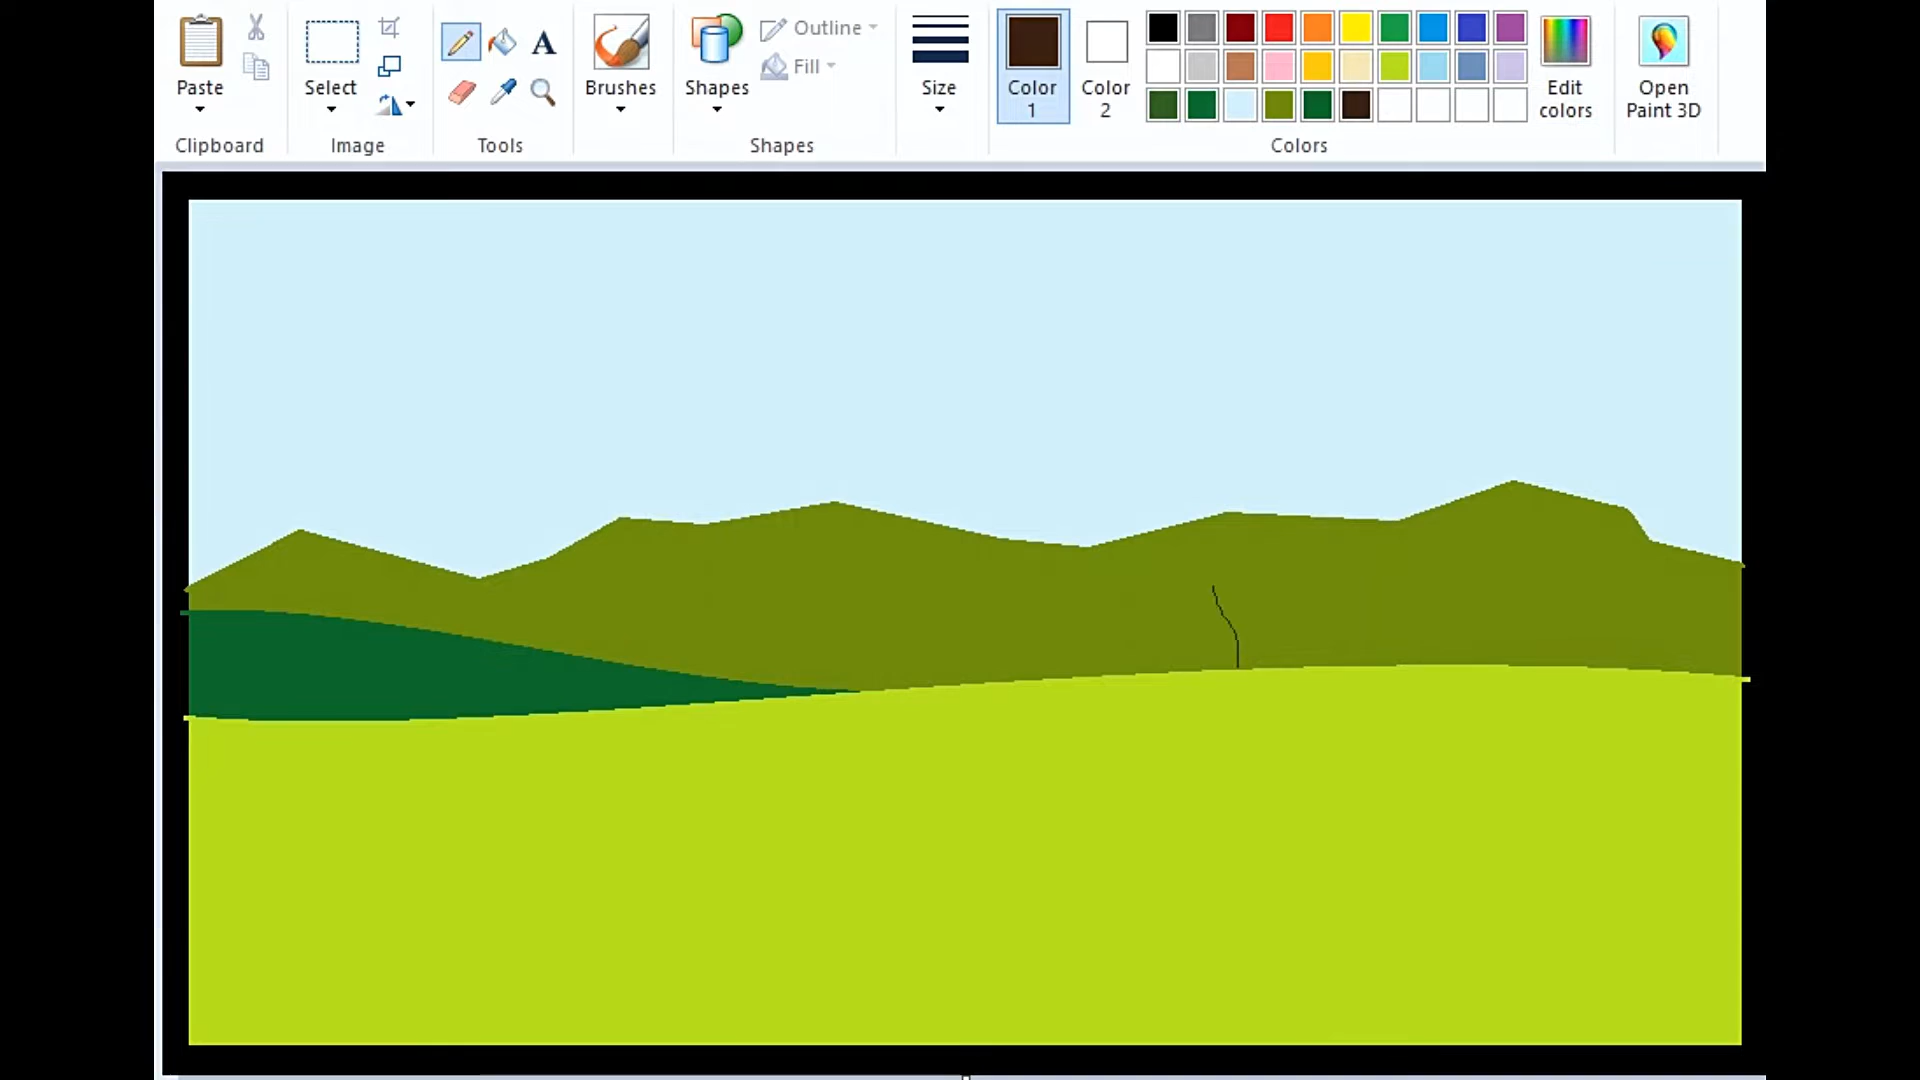 Paste
Clipboard
Select
Image
A
Tools
Brushes
Shapes
Outline
Fill
Shapes
Size
Color
1
Color
2
Colors
Edit
colors
Open
Paint 3D